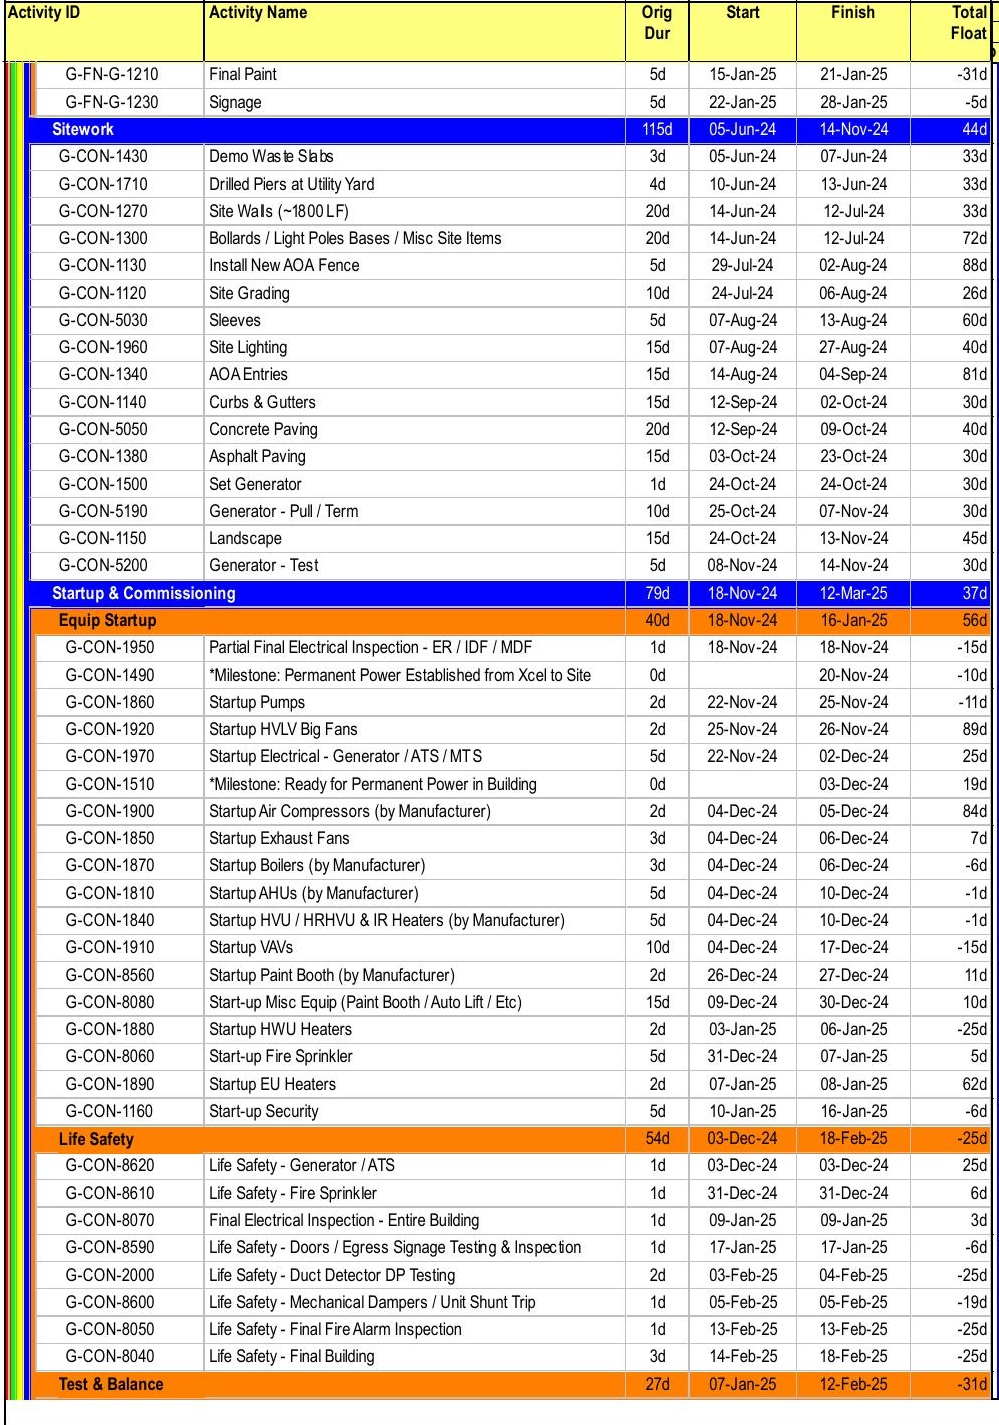 Activity ID Activity Name Orig Dur Start Finish Total Float
G-FN-G-1210 Final Paint 5d 15-Jan-25 21-Jan-25 -31d
G-FN-G-1230 Signage 5d 22-Jan-25 28-Jan-25 -5d
Sitework 115d 05-Jun-24 14-Nov-24 44d
G-CON-1430 Demo Waste Slabs 3d 05-Jun-24 07-Jun-24 33d
G-CON-1710 Drilled Piers at Utility Yard 4d 10-Jun-24 13-Jun-24 33d
G-CON-1270 Site Walls (~1800 LF) 20d 14-Jun-24 12-Jul-24 33d
G-CON-1300 Bollards / Light Poles Bases / Misc Site Items 20d 14-Jun-24 12-Jul-24 72d
G-CON-1130 Install New AOA Fence 5d 29-Jul-24 02-Aug-24 88d
G-CON-1120 Site Grading 10d 24-Jul-24 06-Aug-24 26d
G-CON-5030 Sleeves 5d 07-Aug-24 13-Aug-24 60d
G-CON-1960 Site Lighting 15d 07-Aug-24 27-Aug-24 40d
G-CON-1340 AOA Entries 15d 14-Aug-24 04-Sep-24 81d
G-CON-1140 Curbs & Gutters 15d 12-Sep-24 02-Oct-24 30d
G-CON-5050 Concrete Paving 20d 12-Sep-24 09-Oct-24 40d
G-CON-1380 Asphalt Paving 15d 03-Oct-24 23-Oct-24 30d
G-CON-1500 Set Generator 1d 24-Oct-24 24-Oct-24 30d
G-CON-5190 Generator - Pull / Term 10d 25-Oct-24 07-Nov-24 30d
G-CON-1150 Landscape 15d 24-Oct-24 13-Nov-24 45d
G-CON-5200 Generator - Test 5d 08-Nov-24 14-Nov-24 30d
Startup & Commissioning 79d 18-Nov-24 12-Mar-25 37d
Equip Startup 40d 18-Nov-24 16-Jan-25 56d
G-CON-1950 Partial Final Electrical Inspection - ER / IDF / MDF 1d 18-Nov-24 18-Nov-24 -15d
G-CON-1490 *Milestone: Permanent Power Established from Xcel to Site 0d 20-Nov-24 -10d
G-CON-1860 Startup Pumps 2d 22-Nov-24 25-Nov-24 -11d
G-CON-1920 Startup HVLV Big Fans 2d 25-Nov-24 26-Nov-24 89d
G-CON-1970 Startup Electrical - Generator / ATS / MTS 5d 22-Nov-24 02-Dec-24 25d
G-CON-1510 *Milestone: Ready for Permanent Power in Building 0d 03-Dec-24 19d
G-CON-1900 Startup Air Compressors (by Manufacturer) 2d 04-Dec-24 05-Dec-24 84d
G-CON-1850 Startup Exhaust Fans 3d 04-Dec-24 06-Dec-24 7d
G-CON-1870 Startup Boilers (by Manufacturer) 3d 04-Dec-24 06-Dec-24 -6d
G-CON-1810 Startup AHUs (by Manufacturer) 5d 04-Dec-24 10-Dec-24 -1d
G-CON-1840 Startup HVU / HRHVU & IR Heaters (by Manufacturer) 5d 04-Dec-24 10-Dec-24 -1d
G-CON-1910 Startup VAVs 10d 04-Dec-24 17-Dec-24 -15d
G-CON-8560 Startup Paint Booth (by Manufacturer) 2d 26-Dec-24 27-Dec-24 11d
G-CON-8080 Start-up Misc Equip (Paint Booth / Auto Lift / Etc) 15d 09-Dec-24 30-Dec-24 10d
G-CON-1880 Startup HWU Heaters 2d 03-Jan-25 06-Jan-25 -25d
G-CON-8060 Start-up Fire Sprinkler 5d 31-Dec-24 07-Jan-25 5d
G-CON-1890 Startup EU Heaters 2d 07-Jan-25 08-Jan-25 62d
G-CON-1160 Start-up Security 5d 10-Jan-25 16-Jan-25 -6d
Life Safety 54d 03-Dec-24 18-Feb-25 -25d
G-CON-8620 Life Safety - Generator / ATS 1d 03-Dec-24 03-Dec-24 25d
G-CON-8610 Life Safety - Fire Sprinkler 1d 31-Dec-24 31-Dec-24 6d
G-CON-8070 Final Electrical Inspection - Entire Building 1d 09-Jan-25 09-Jan-25 3d
G-CON-8590 Life Safety - Doors / Egress Signage Testing & Inspection 1d 17-Jan-25 17-Jan-25 -6d
G-CON-2000 Life Safety - Duct Detector DP Testing 2d 03-Feb-25 04-Feb-25 -25d
G-CON-8600 Life Safety - Mechanical Dampers / Unit Shunt Trip 1d 05-Feb-25 05-Feb-25 -19d
G-CON-8050 Life Safety - Final Fire Alarm Inspection 1d 13-Feb-25 13-Feb-25 -25d
G-CON-8040 Life Safety - Final Building 3d 14-Feb-25 18-Feb-25 -25d
Test & Balance 27d 07-Jan-25 12-Feb-25 -31d